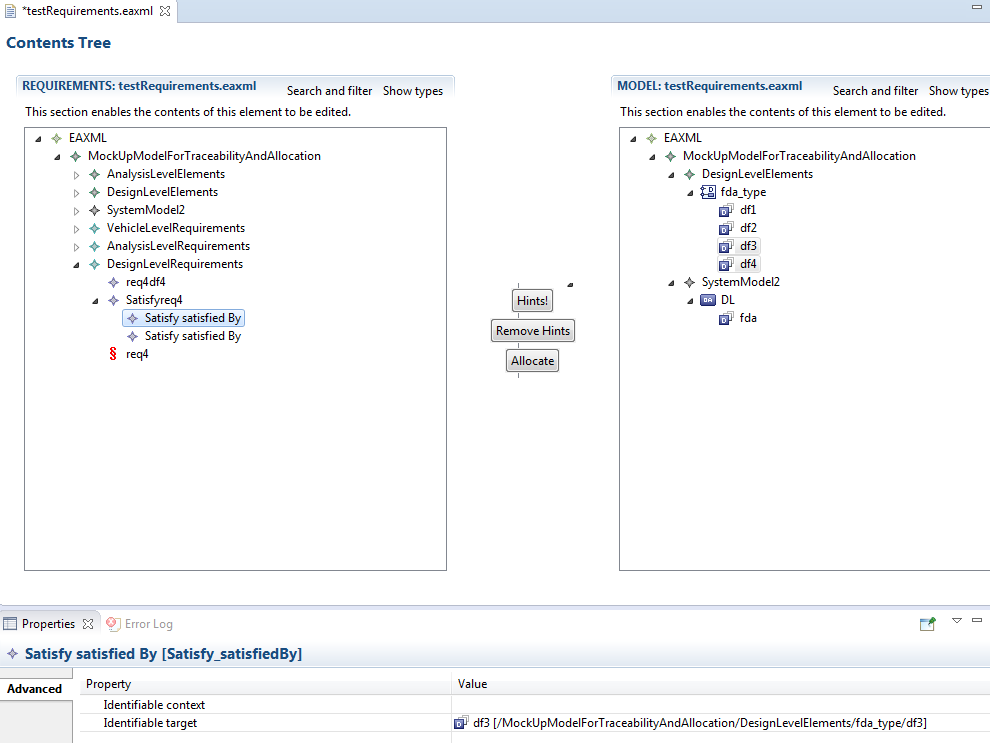 *testRequirements.eaxml
Contents Tree
REQUIREMENTS: testRequirements.eaxml
Search and filter
Show types
This section enables the contents of this element to be edited.
EAXML
MockUpModelForTraceabilityAndAllocation
AnalysisLevelElements
DesignLevelElements
SystemModel2
VehicleLevelRequirements
AnalysisLevelRequirements
DesignLevelRequirements
req4df4
Satisfyreq4
Satisfy satisfied By
Satisfy satisfied By
§ req4
Hints!
Remove Hints
Allocate
MODEL: testRequirements.eaxml
Search and filter
Show types
This section enables the contents of this element to be edited.
EAXML
MockUpModelForTraceabilityAndAllocation
DesignLevelElements
fda_type
D df1
D df2
D df3
D df4
SystemModel2
DA DL
D fda
Properties
Error Log
Satisfy satisfied By [Satisfy_satisfiedBy]
Advanced
Property
Value
Identifiable context
Identifiable target
D df3 [/MockUpModelForTraceabilityAndAllocation/DesignLevelElements/fda_type/df3]